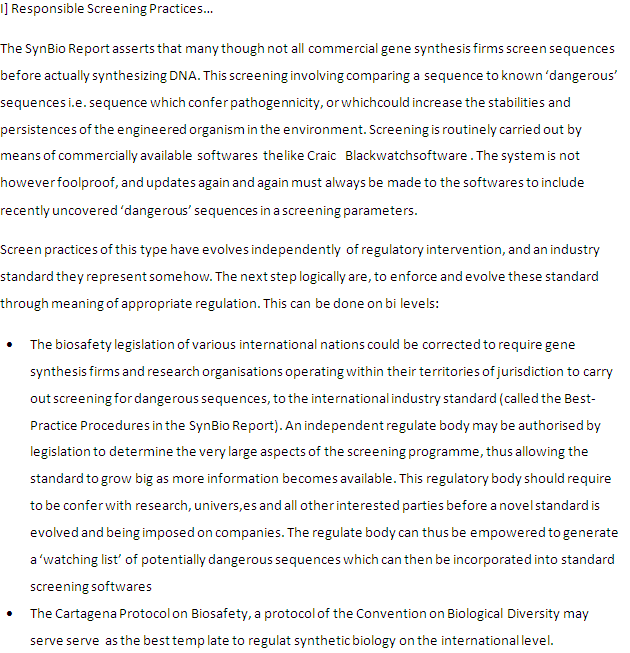 I] Responsible Screening Practices...
The SynBio Report asserts that many though not all commercial gene synthesis firms screen sequences
before actually synthesizing DNA. This screening involving comparing a sequence to known ‘dangerous’
sequences i.e. sequence which confer pathogennicity, or whichcould increase the stabilities and
persistences of the engineered organism in the environment. Screening is routinely carried out by
means of commercially available softwares thelike Craic Blackwatchsoftware . The system is not
however foolproof, and updates again and again must always be made to the softwares to include
recently uncovered ‘dangerous’ sequences in a screening parameters.
Screen practices of this type have evolves independently of regulatory intervention, and an industry
standard they represent somehow. The next step logically are, to enforce and evolve these standard
through meaning of appropriate regulation. This can be done on bi levels:
• The biosafety legislation of various international nations could be corrected to require gene
synthesis firms and research organisations operating within their territories of jurisdiction to carry
out screening for dangerous sequences, to the international industry standard (called the Best-
Practice Procedures in the SynBio Report). An independent regulate body may be authorised by
legislation to determine the very large aspects of the screening programme, thus allowing the
standard to grow big as more information becomes available. This regulatory body should require
to be confer with research, univers,es and all other interested parties before a novel standard is
evolved and being imposed on companies. The regulate body can thus be empowered to generate
a ‘watching list’ of potentially dangerous sequences which can then be incorporated into standard
screening softwares
• The Cartagena Protocol on Biosafety, a protocol of the Convention on Biological Diversity may
serve serve as the best temp late to regulat synthetic biology on the international level.